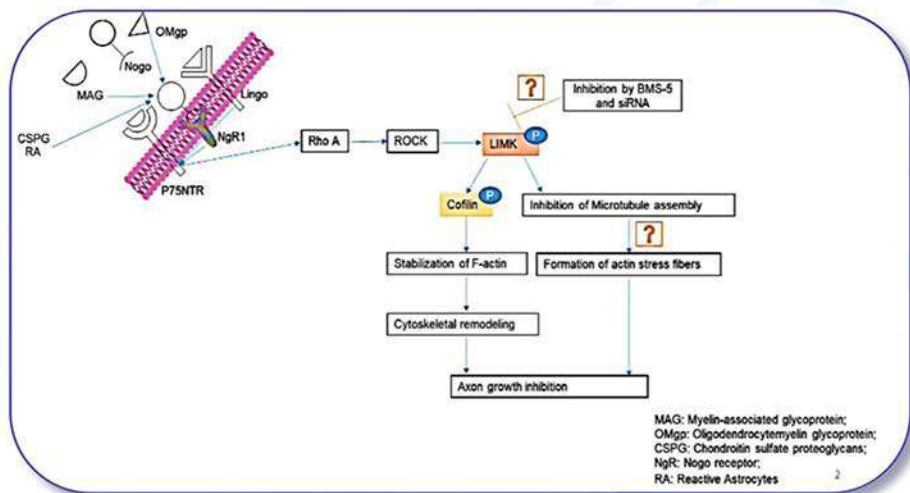 OMgp
Nogo
MAG
CSPG
RA
Lingo
NgR1
P75NTR
Rho A
ROCK
LIMK
P
?
Inhibition by BMS-5
and siRNA
Cofilin
P
Inhibition of Microtubule assembly
?
Stabilization of F-actin
Formation of actin stress fibers
Cytoskeletal remodeling
Axon growth inhibition
MAG: Myelin-associated glycoprotein;
OMgp: Oligodendrocytemyelin glycoprotein;
CSPG: Chondroitin sulfate proteoglycans;
NgR: Nogo receptor;
RA: Reactive Astrocytes
2